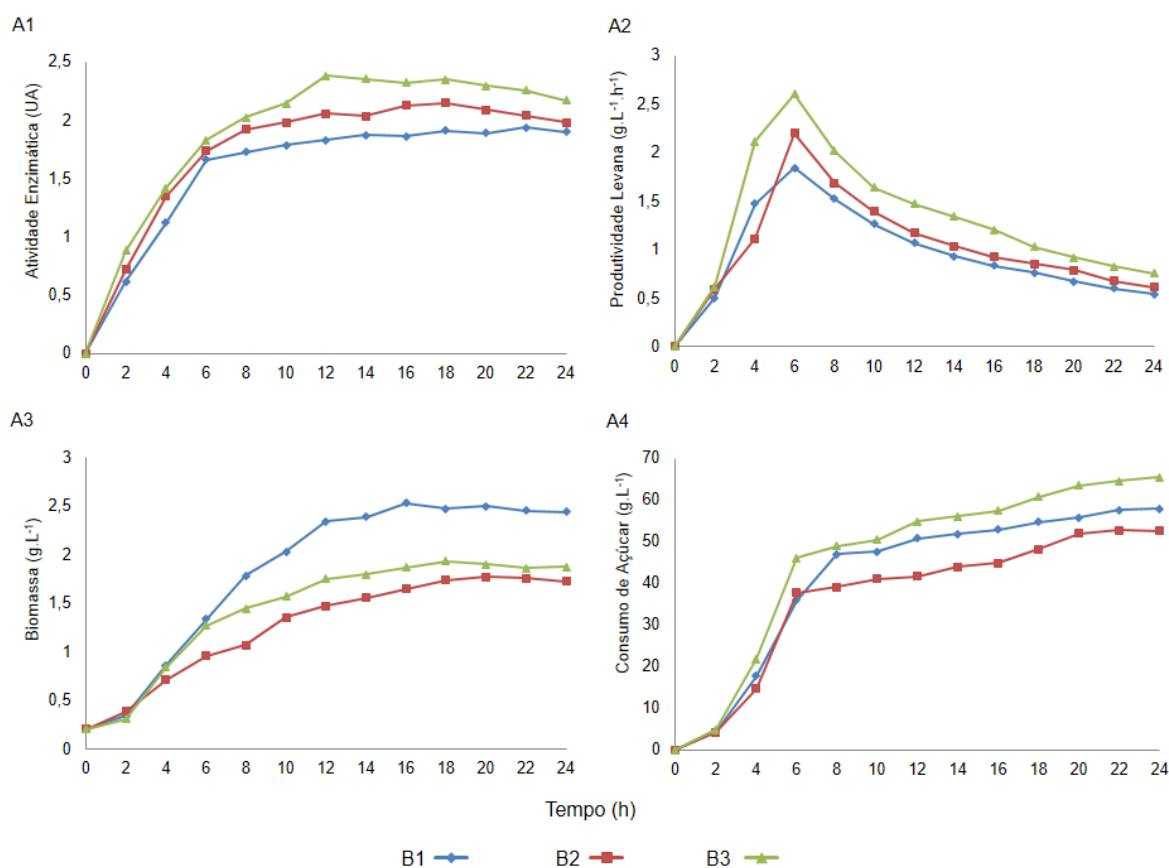 A1
Atividade Enzimática (UA)
2,5
2
1,5
1
0,5
0
0 2 4 6 8 10 12 14 16 18 20 22 24
A2
Produtividade Levana (g.L⁻¹.h⁻¹)
3
2,5
2
1,5
1
0,5
0
0 2 4 6 8 10 12 14 16 18 20 22 24
A3
Biomassa (g.L⁻¹)
3
2,5
2
1,5
1
0,5
0
0 2 4 6 8 10 12 14 16 18 20 22 24
A4
Consumo de Açúcar (g.L⁻¹)
70
60
50
40
30
20
10
0
0 2 4 6 8 10 12 14 16 18 20 22 24
Tempo (h)
B1 B2 B3